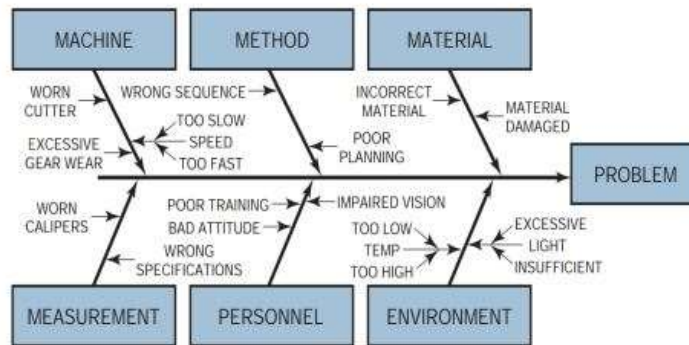 MACHINE
METHOD
MATERIAL
WORN
CUTTER
EXCESSIVE
GEAR WEAR
TOO SLOW
SPEED
TOO FAST
WRONG SEQUENCE
POOR
PLANNING
INCORRECT
MATERIAL
MATERIAL
DAMAGED
PROBLEM
WORN
CALIPERS
WRONG
SPECIFICATIONS
POOR TRAINING
BAD ATTITUDE
IMPAIRED VISION
TOO LOW
TEMP
TOO HIGH
EXCESSIVE
LIGHT
INSUFFICIENT
MEASUREMENT
PERSONNEL
ENVIRONMENT